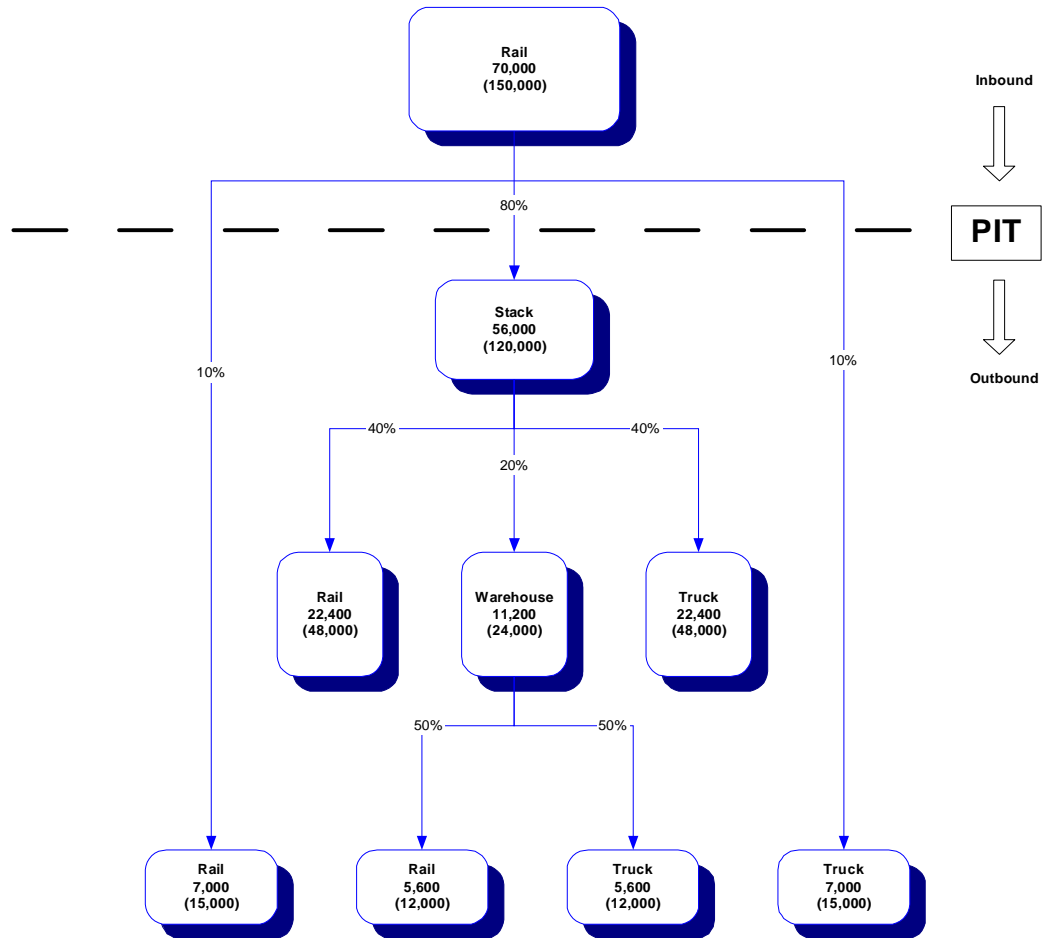 Rail
70,000
(150,000)
Inbound
80%
PIT
Stack
56,000
(120,000)
10%
10%
Outbound
40%
40%
20%
Rail
22,400
(48,000)
Warehouse
11,200
(24,000)
Truck
22,400
(48,000)
50%
50%
Rail
7,000
(15,000)
Rail
5,600
(12,000)
Truck
5,600
(12,000)
Truck
7,000
(15,000)